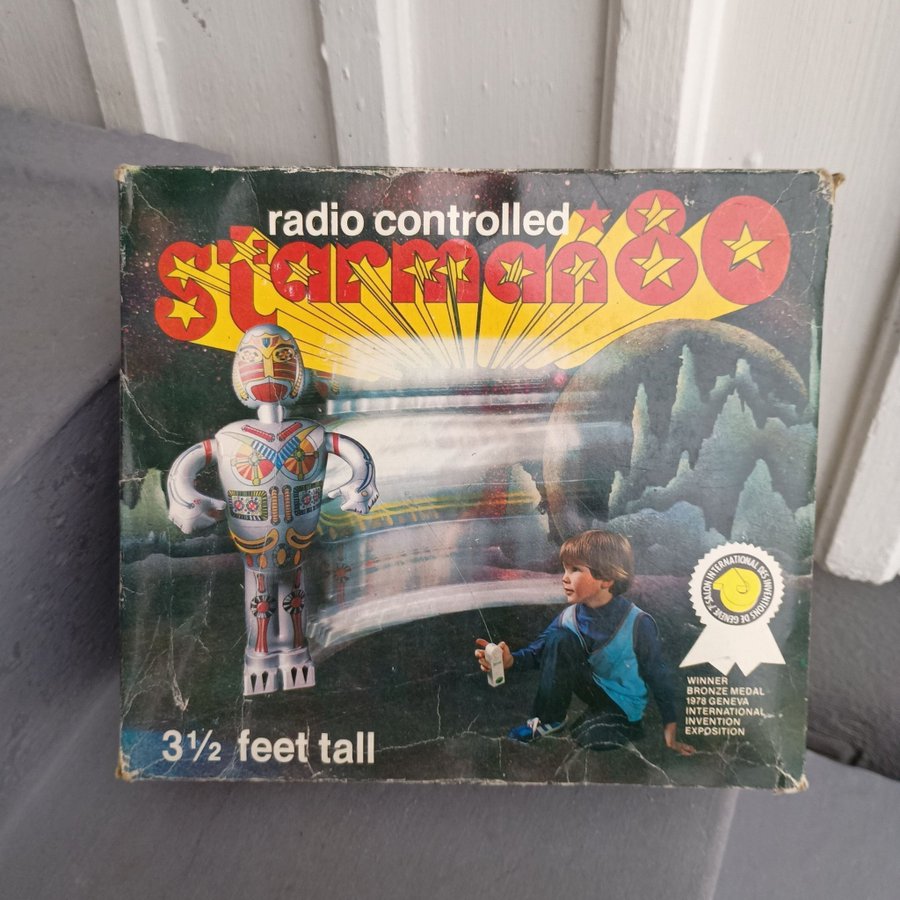 radio controlled
starman80
SALON INTERNATIONAL DES INVENTIONS DE GENÈVE
WINNER
BRONZE MEDAL
1978 GENEVA
INTERNATIONAL
INVENTION
EXPOSITION
3½ feet tall